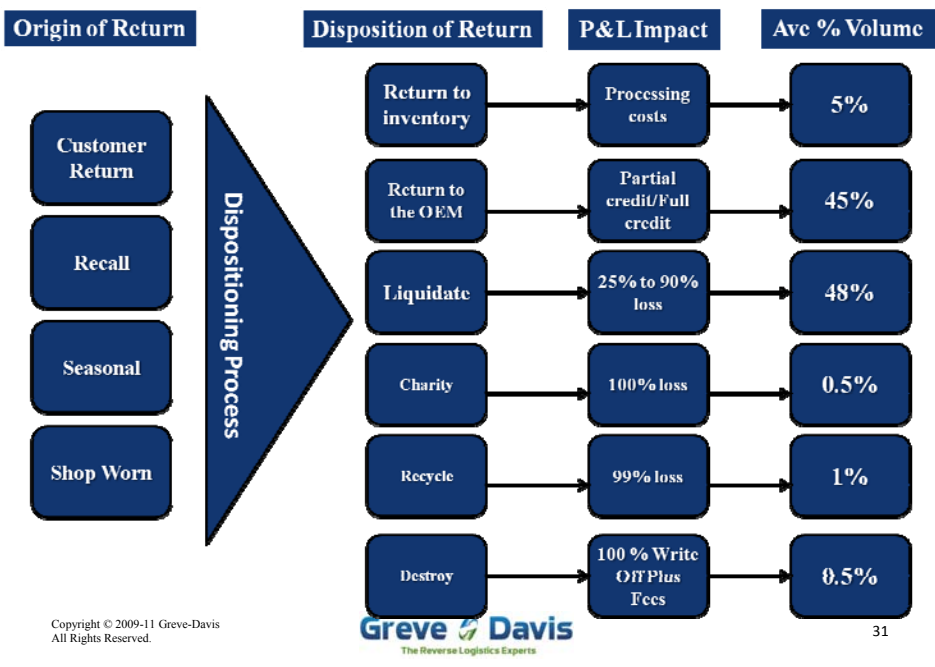 Origin of Return
Disposition of Return
P&L Impact
Ave % Volume
Customer
Return
Recall
Seasonal
Shop Worn
Dispositioning Process
Return to
inventory
Processing
costs
5%
Return to
the OEM
Partial
credit/Full
credit
45%
Liquidate
25% to 90%
loss
48%
Charity
100% loss
0.5%
Recycle
99% loss
1%
Destroy
100 % Write
Off Plus
Fees
0.5%
Copyright © 2009-11 Greve-Davis
All Rights Reserved.
Greve Davis
The Reverse Logistics Experts
31